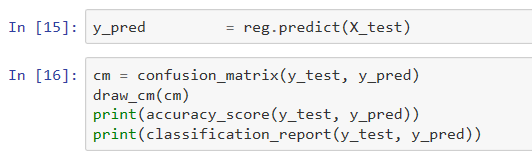 In [15]: y_pred          = reg.predict(X_test)
In [16]: cm = confusion_matrix(y_test, y_pred)
draw_cm(cm)
print(accuracy_score(y_test, y_pred))
print(classification_report(y_test, y_pred))